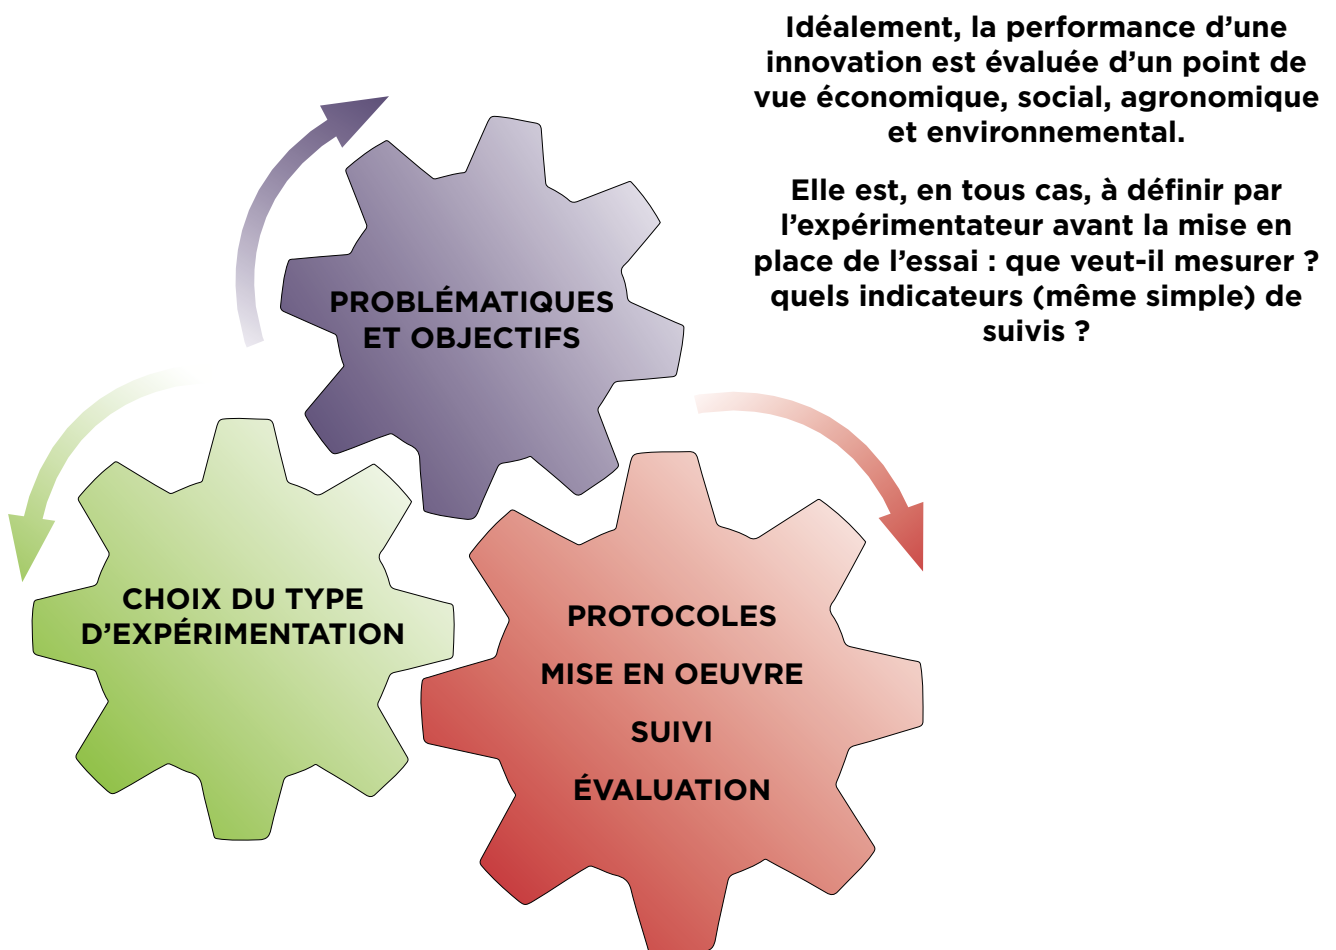 Idéalement, la performance d’une
innovation est évaluée d’un point de
vue économique, social, agronomique
et environnemental.
Elle est, en tous cas, à définir par
l’expérimentateur avant la mise en
place de l’essai : que veut-il mesurer ?
quels indicateurs (même simple) de
suivis ?
PROBLÉMATIQUES
ET OBJECTIFS
CHOIX DU TYPE
D’EXPÉRIMENTATION
PROTOCOLES
MISE EN OEUVRE
SUIVI
ÉVALUATION